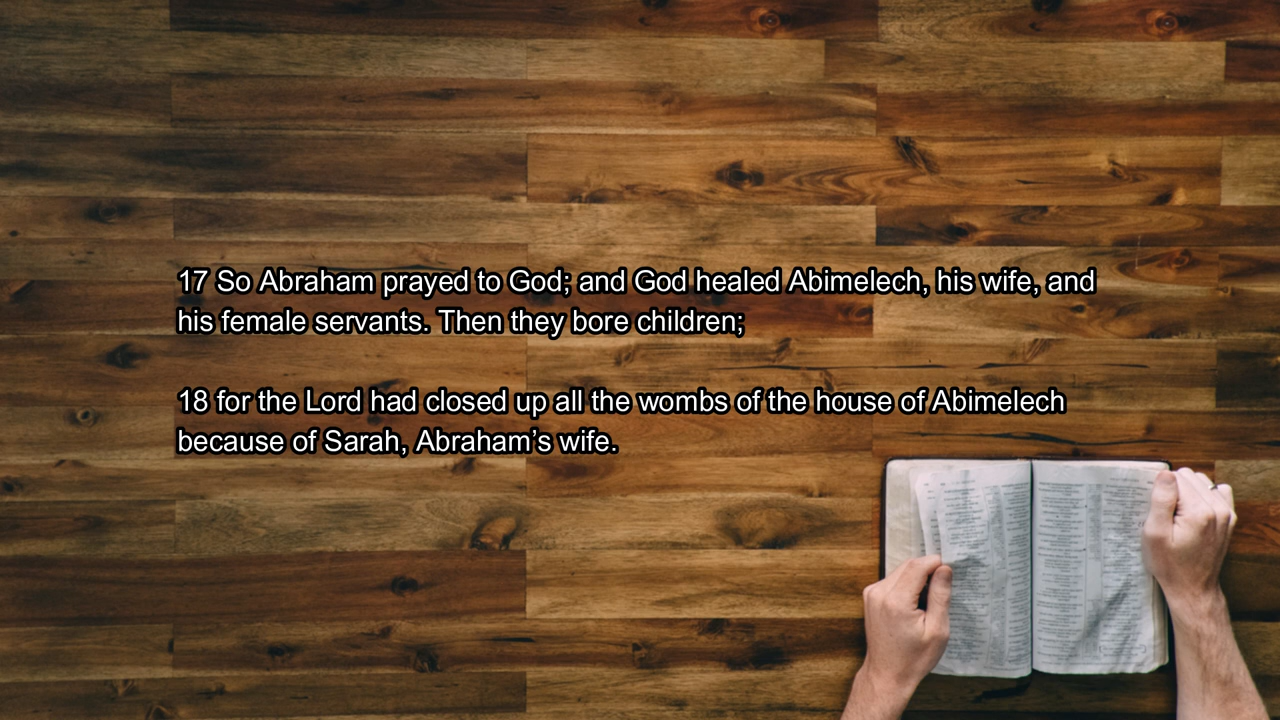 17 So Abraham prayed to God; and God healed Abimelech, his wife, and
his female servants. Then they bore children;
18 for the Lord had closed up all the wombs of the house of Abimelech
because of Sarah, Abraham’s wife.